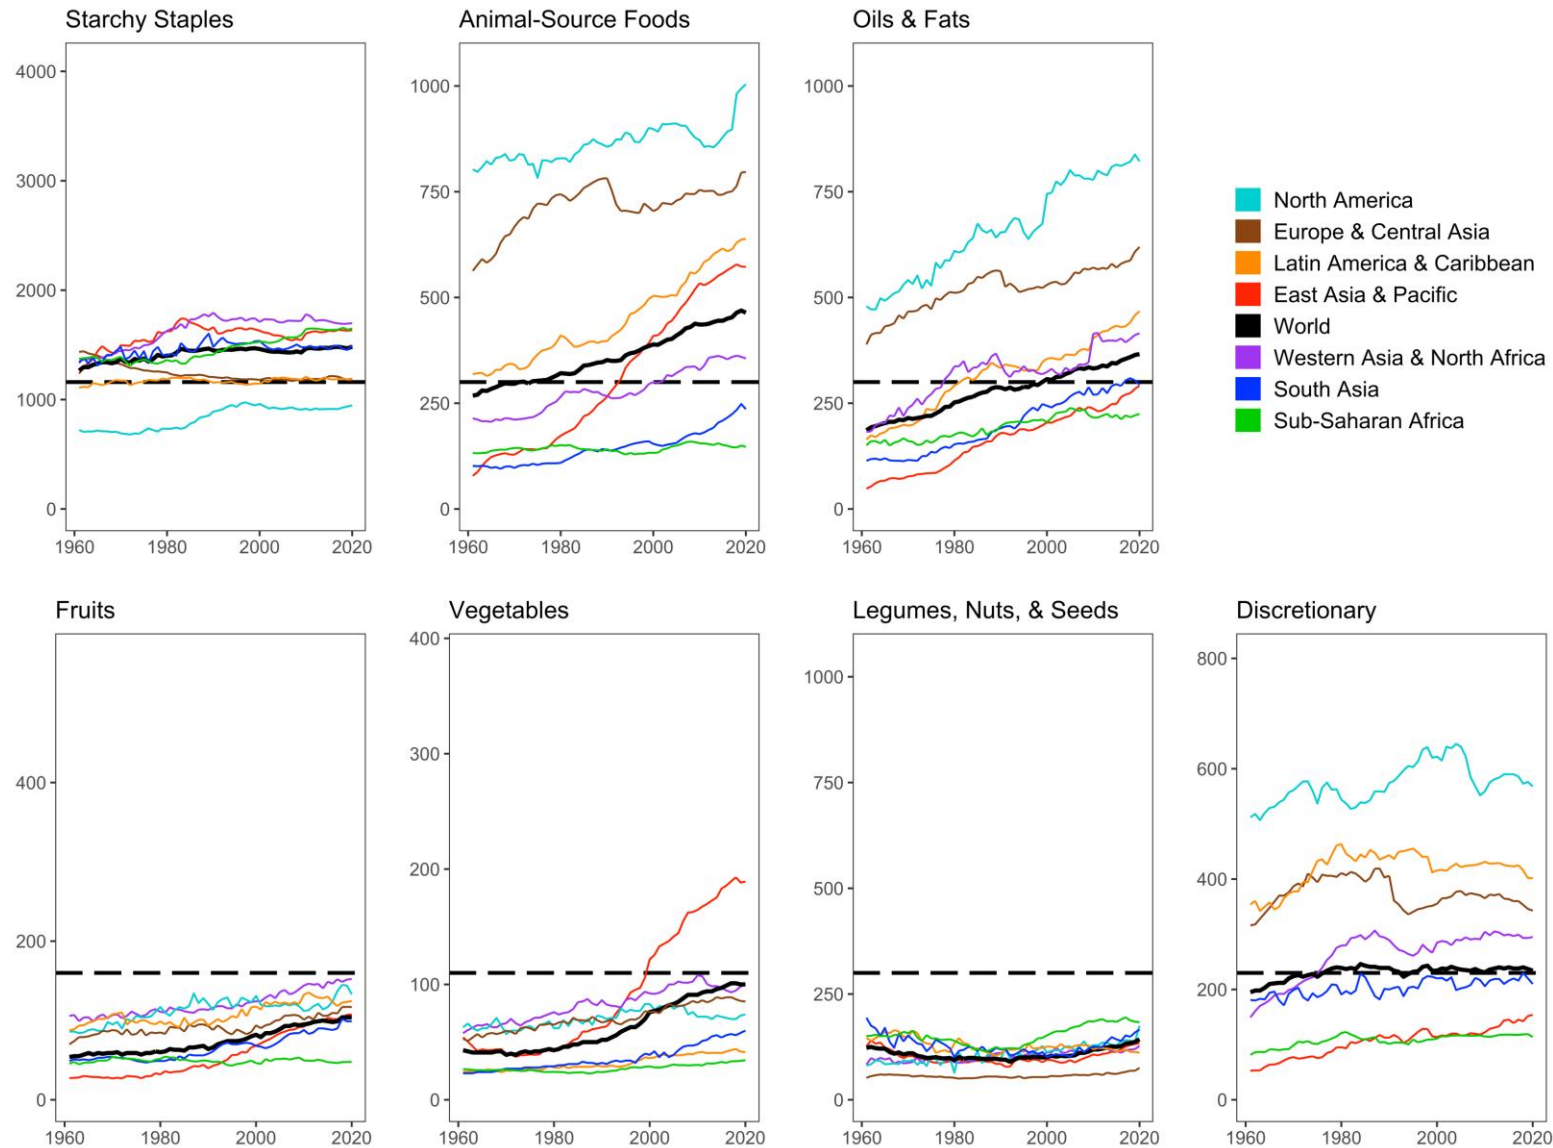 Starchy Staples
4000
3000
2000
1000
0
1960 1980 2000 2020
Animal-Source Foods
1000
750
500
250
0
1960 1980 2000 2020
Oils & Fats
1000
750
500
250
0
1960 1980 2000 2020
North America
Europe & Central Asia
Latin America & Caribbean
East Asia & Pacific
World
Western Asia & North Africa
South Asia
Sub-Saharan Africa
Fruits
400
200
0
1960 1980 2000 2020
Vegetables
400
300
200
100
0
1960 1980 2000 2020
Legumes, Nuts, & Seeds
1000
750
500
250
0
1960 1980 2000 2020
Discretionary
800
600
400
200
0
1960 1980 2000 2020